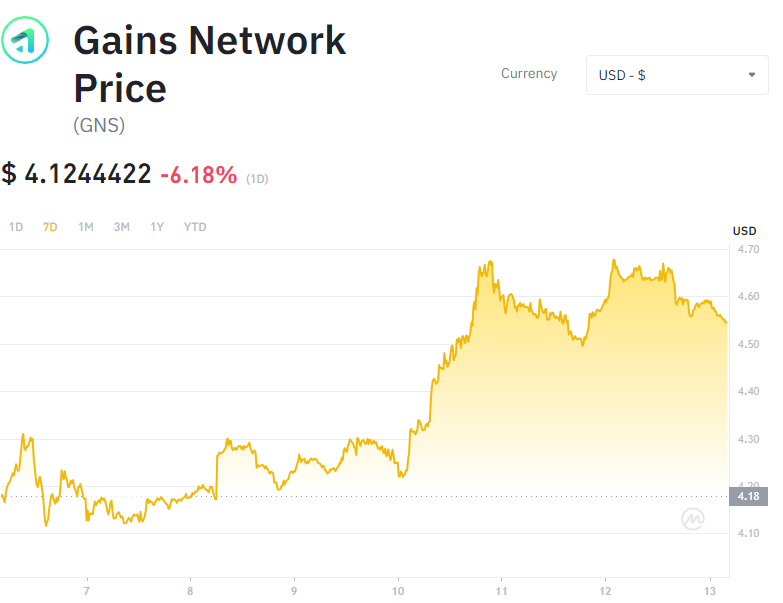 Gains Network
Price
(GNS)
Currency
USD - $
$ 4.1244422 -6.18% (1D)
1D 7D 1M 3M 1Y YTD
USD
4.70
4.60
4.50
4.40
4.30
4.20
4.18
4.10
7 8 9 10 11 12 13